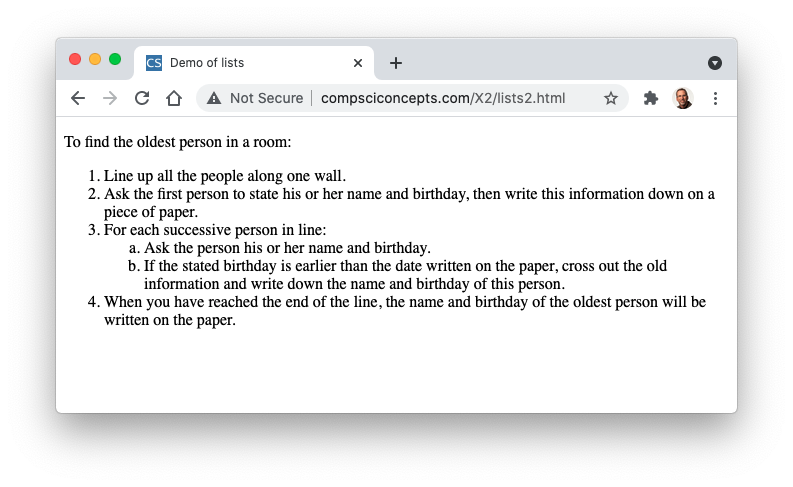 CS Demo of lists
Not Secure | compsciconcepts.com/X2/lists2.html
To find the oldest person in a room:
1. Line up all the people along one wall.
2. Ask the first person to state his or her name and birthday, then write this information down on a
piece of paper.
3. For each successive person in line:
a. Ask the person his or her name and birthday.
b. If the stated birthday is earlier than the date written on the paper, cross out the old
information and write down the name and birthday of this person.
4. When you have reached the end of the line, the name and birthday of the oldest person will be
written on the paper.